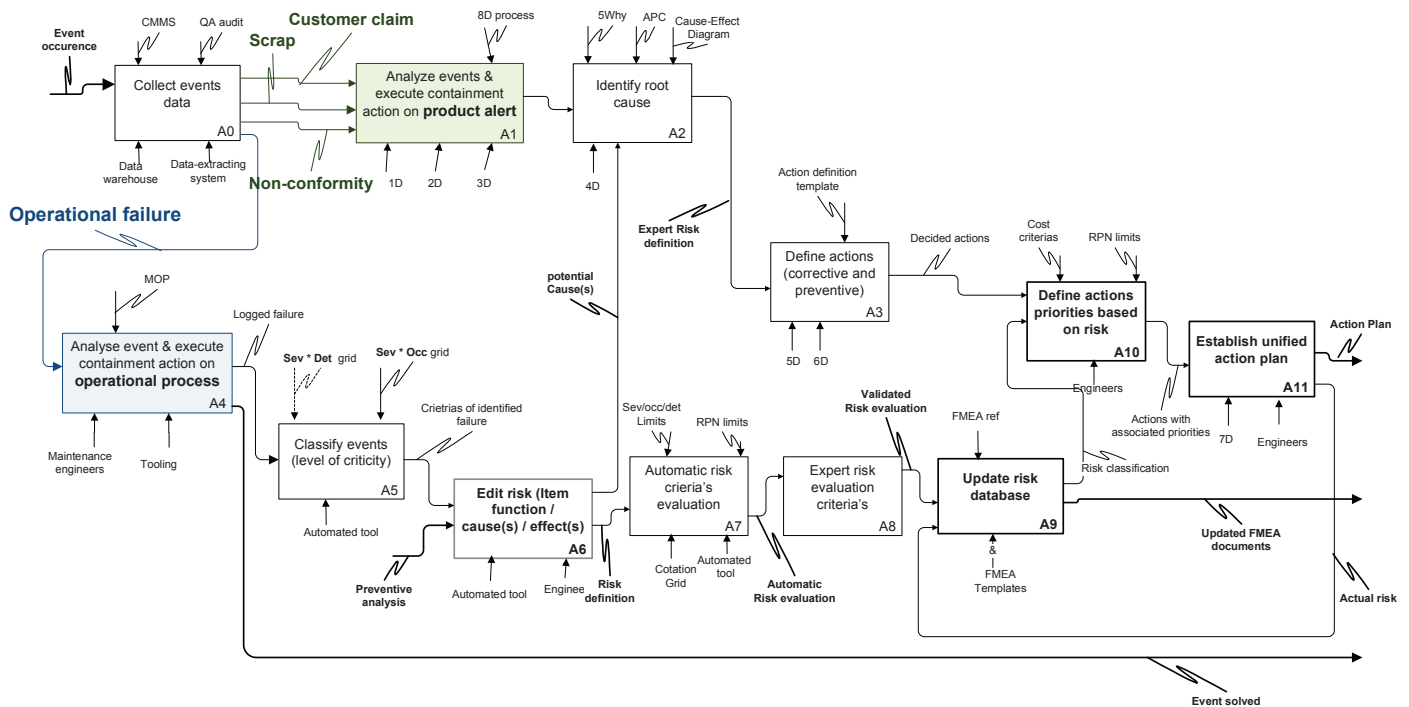 Customer claim
8D process
5Why
APC
Cause-Effect
Diagram
CMMS
QA audit
Event
occurence
Scrap
Collect events
data
A0
Analyze events &
execute containment
action on product alert
A1
Identify root
cause
A2
Data
warehouse
Data-extracting
system
Non-conformity
1D
2D
3D
4D
Operational failure
Action definition
template
Expert Risk
definition
Decided actions
Cost
criterias
RPN limits
Define actions
(corrective and
preventive)
A3
5D
6D
MOP
potential
Cause(s)
Logged failure
Define actions
priorities based
on risk
A10
Engineers
Establish unified
action plan
A11
Action Plan
7D
Engineers
Actions with
associated priorities
Analyse event & execute
containment action on
operational process
A4
Maintenance
engineers
Tooling
Sev * Det grid
Sev * Occ grid
Crietrias of identified
failure
Classify events
(level of criticity)
A5
Automated tool
Sev/occ/det
Limits
RPN limits
Validated
Risk evaluation
FMEA ref
Risk classification
Edit risk (Item
function /
cause(s) / effect(s)
A6
Preventive
analysis
Automated tool
Enginee
Risk
definition
Automatic risk
crieria's
evaluation
A7
Cotation
Grid
Automated
tool
Automatic
Risk evaluation
Expert risk
evaluation
criteria's
A8
Update risk
database
A9
&
FMEA
Templates
Updated FMEA
documents
Actual risk
Event solved